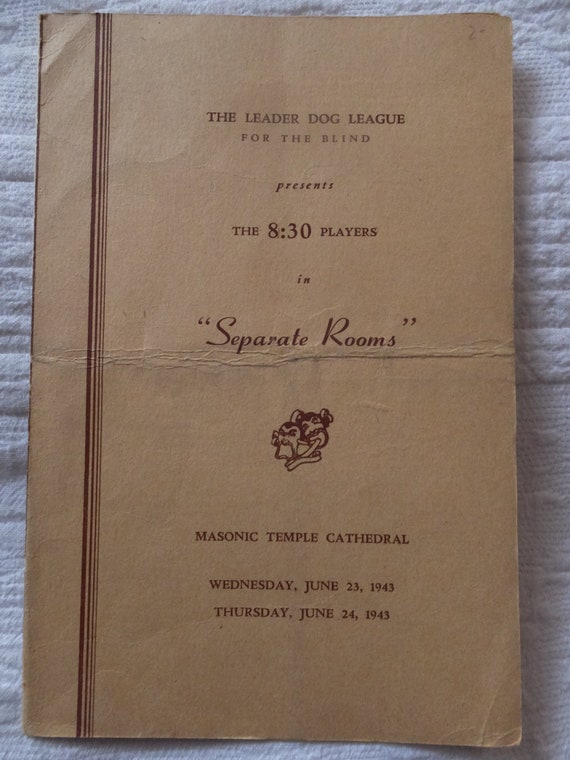 2-
THE LEADER DOG LEAGUE
FOR THE BLIND
presents
THE 8:30 PLAYERS
in
"Separate Rooms"
MASONIC TEMPLE CATHEDRAL
WEDNESDAY, JUNE 23, 1943
THURSDAY, JUNE 24, 1943